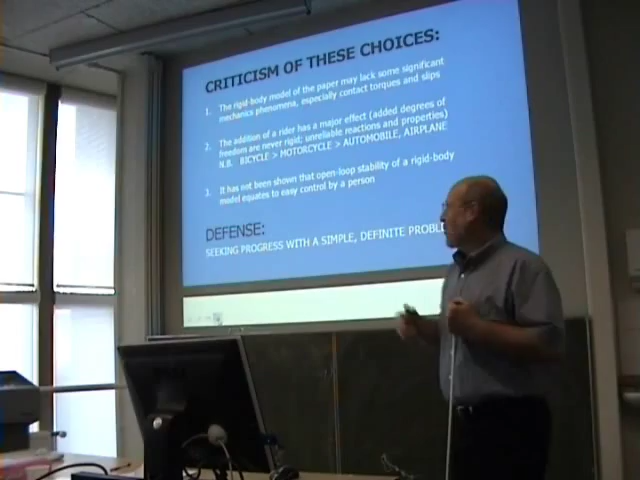 CRITICISM OF THESE CHOICES:
1. The rigid-body model of the paper may lack some significant
mechanics phenomena, especially contact torques and slips
2. The addition of a rider has a major effect (added degrees of
freedom are never rigid; unreliable reactions and properties)
N.B. BICYCLE > MOTORCYCLE > AUTOMOBILE, AIRPLANE
3. It has not been shown that open-loop stability of a rigid-body
model equates to easy control by a person
DEFENSE:
SEEKING PROGRESS WITH A SIMPLE, DEFINITE